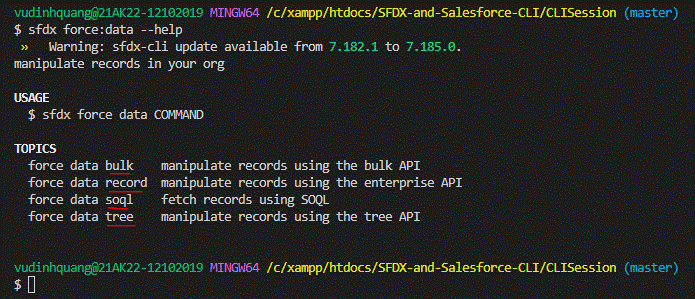 vudinhquang@21AK22-12102019 MINGW64 /c/xampp/htdocs/SFDX-and-Salesforce-CLI/CLISession (master)
$ sfdx force:data --help
» Warning: sfdx-cli update available from 7.182.1 to 7.185.0.
manipulate records in your org
USAGE
$ sfdx force data COMMAND
TOPICS
force data bulk manipulate records using the bulk API
force data record manipulate records using the enterprise API
force data soql fetch records using SOQL
force data tree manipulate records using the tree API
vudinhquang@21AK22-12102019 MINGW64 /c/xampp/htdocs/SFDX-and-Salesforce-CLI/CLISession (master)
$